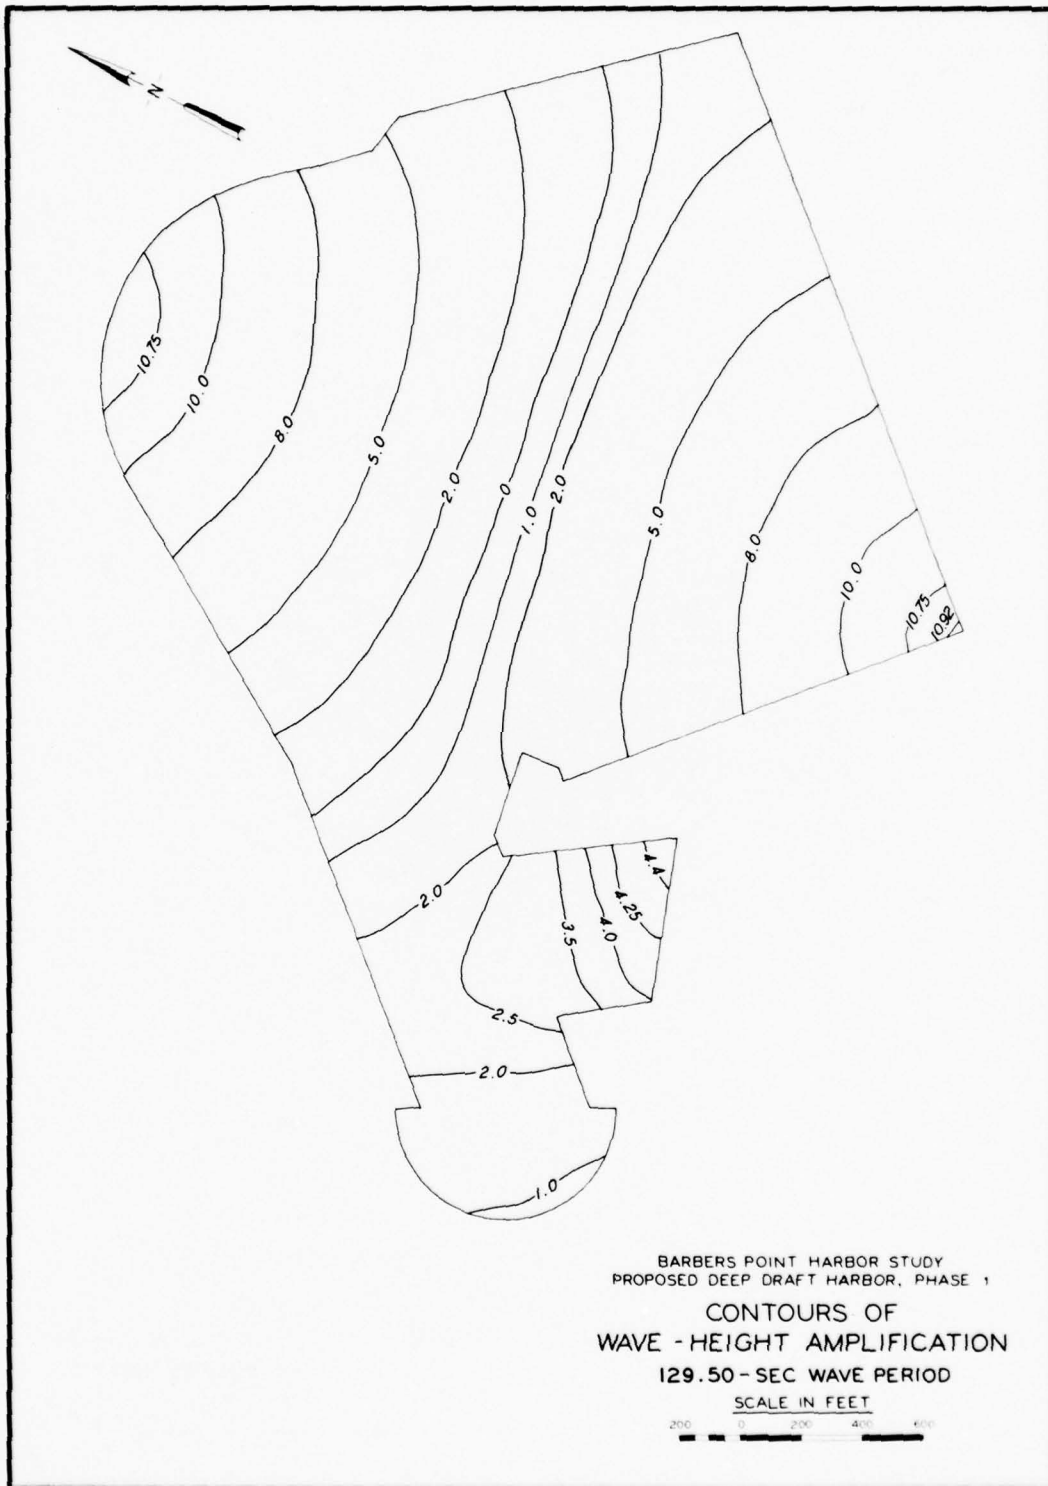 N
10.75
10.0
8.0
5.0
2.0
0
1.0
2.0
5.0
8.0
10.0
10.75
10.92
2.0
2.5
3.5
4.0
4.25
4.4
2.0
1.0
BARBERS POINT HARBOR STUDY
PROPOSED DEEP DRAFT HARBOR, PHASE 1
CONTOURS OF
WAVE - HEIGHT AMPLIFICATION
129.50 - SEC WAVE PERIOD
SCALE IN FEET
200 0 200 400 600